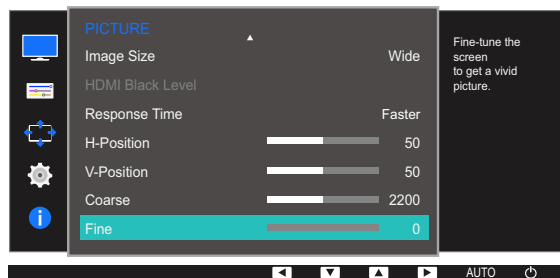 PICTURE
Image Size Wide
HDMI Black Level
Response Time Faster
H-Position 50
V-Position 50
Coarse 2200
Fine 0
Fine-tune the
screen
to get a vivid
picture.
AUTO